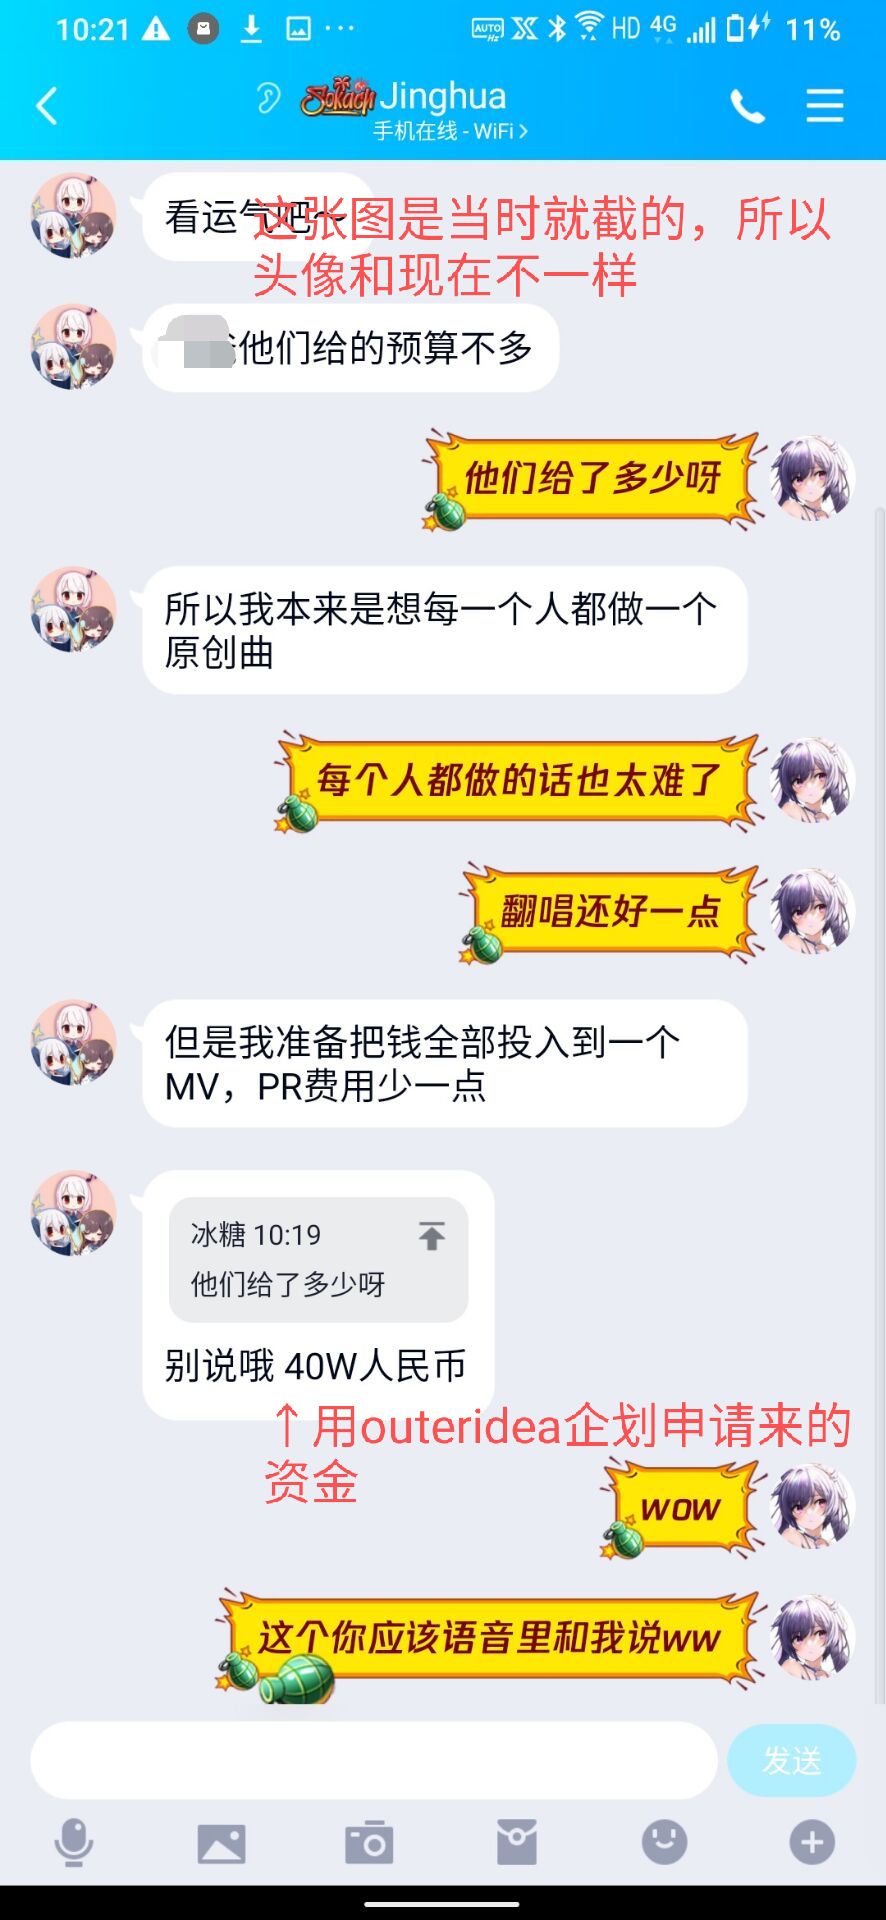 10:21
AUTO Hz
HD
4G
11%
Sokach
Jinghua
手机在线 - WiFi
看运气吧~
这张图是当时就截的，所以
头像和现在不一样
他们给的预算不多
他们给了多少呀
所以我本来是想每一个人都做一个
原创曲
每个人都做的话也太难了
翻唱还好一点
但是我准备把钱全部投入到一个
MV，PR费用少一点
冰糖 10:19
他们给了多少呀
别说哦 40W人民币
↑用outeridea企划申请来的
资金
wow
这个你应该语音里和我说ww
发送